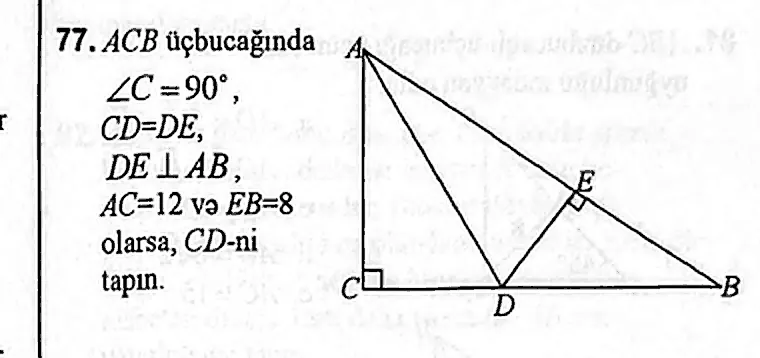 77. ACB üçbucağında
∠C = 90°,
CD=DE,
DE ⊥ AB,
AC=12 və EB=8
olarsa, CD-ni
tapın.
A
E
C
D
B